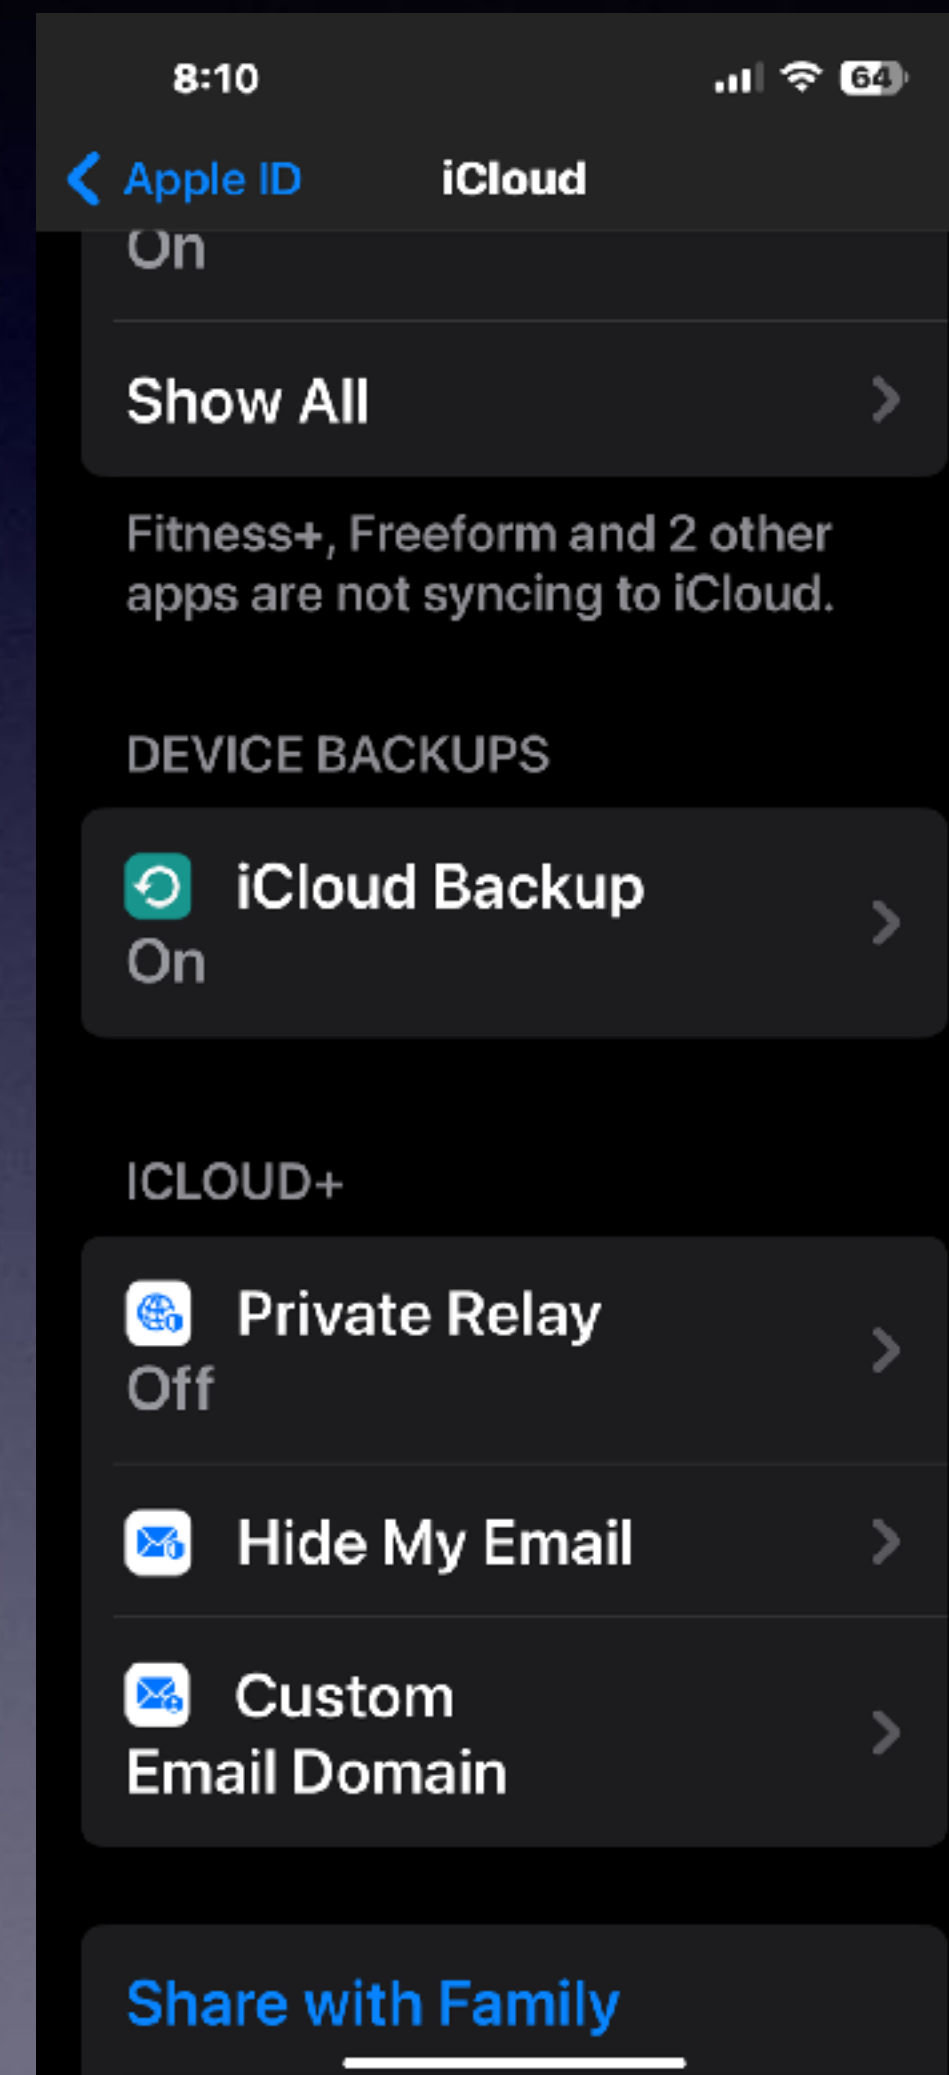 8:10 64
Apple ID iCloud
On
Show All
Fitness+, Freeform and 2 other
apps are not syncing to iCloud.
DEVICE BACKUPS
iCloud Backup
On
ICLOUD+
Private Relay
Off
Hide My Email
Custom
Email Domain
Share with Family